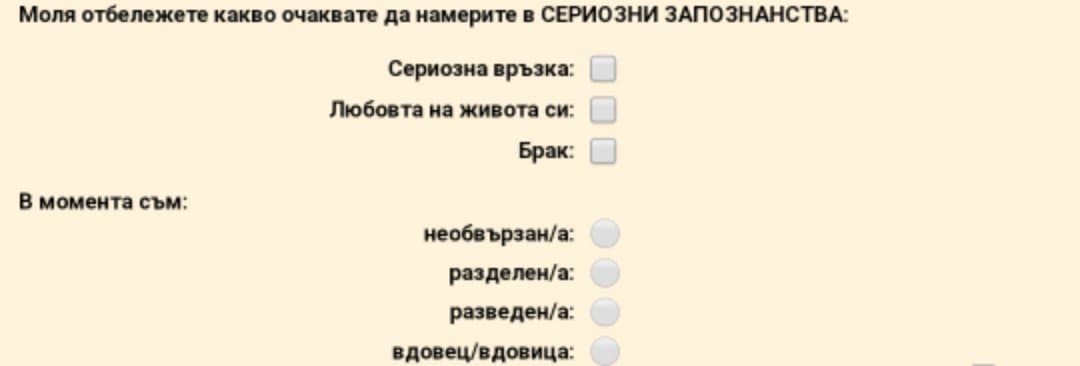 Моля отбележете какво очаквате да намерите в СЕРИОЗНИ ЗАПОЗНАНСТВА:
Сериозна връзка:
Любовта на живота си:
Брак:
В момента съм:
необвързан/а:
разделен/а:
разведен/а:
вдовец/вдовица: